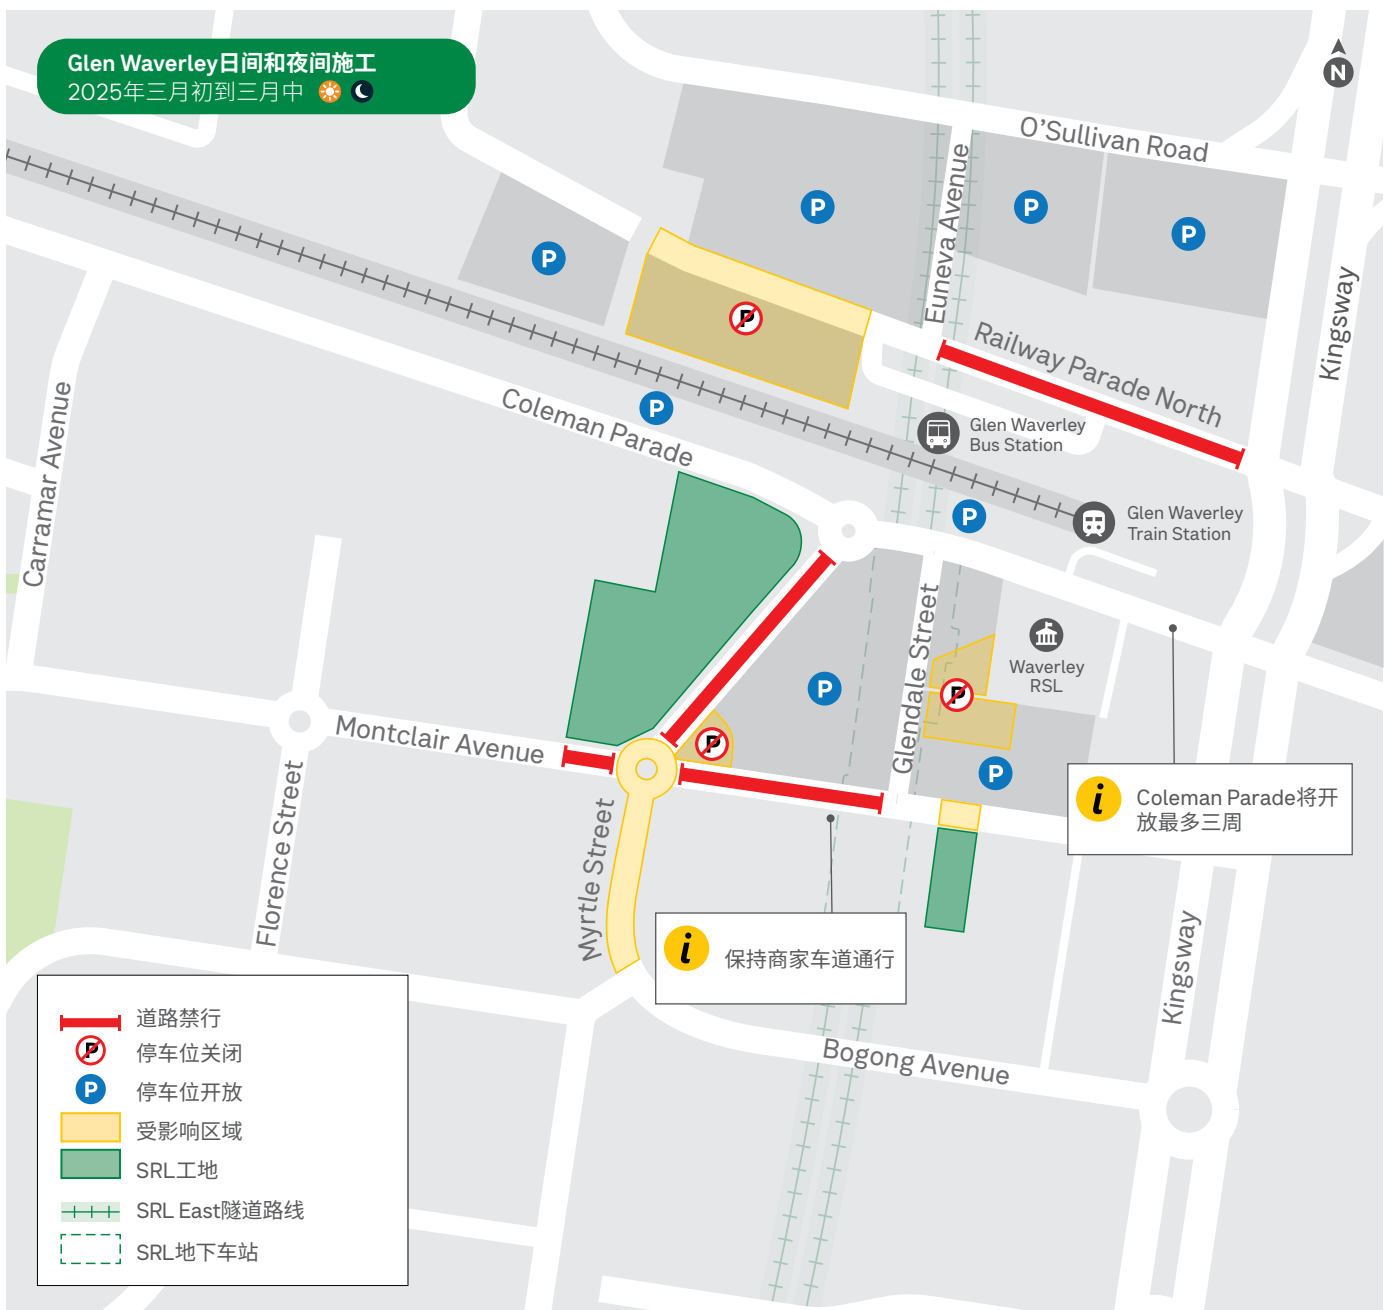 Glen Waverley日间和夜间施工
2025年三月初到三月中
N
O’Sullivan Road
Euneva Avenue
Kingsway
P
P
P
P
P
Railway Parade North
Coleman Parade
P
Glen Waverley
Bus Station
Carramar Avenue
P
Glen Waverley
Train Station
Glendale Street
Waverley
RSL
P
P
P
P
Montclair Avenue
Florence Street
Myrtle Street
i
Coleman Parade将开
放最多三周
i
保持商家车道通行
Kingsway
Bogong Avenue
道路禁行
P
停车位关闭
P
停车位开放
受影响区域
SRL工地
SRL East隧道路线
SRL地下车站